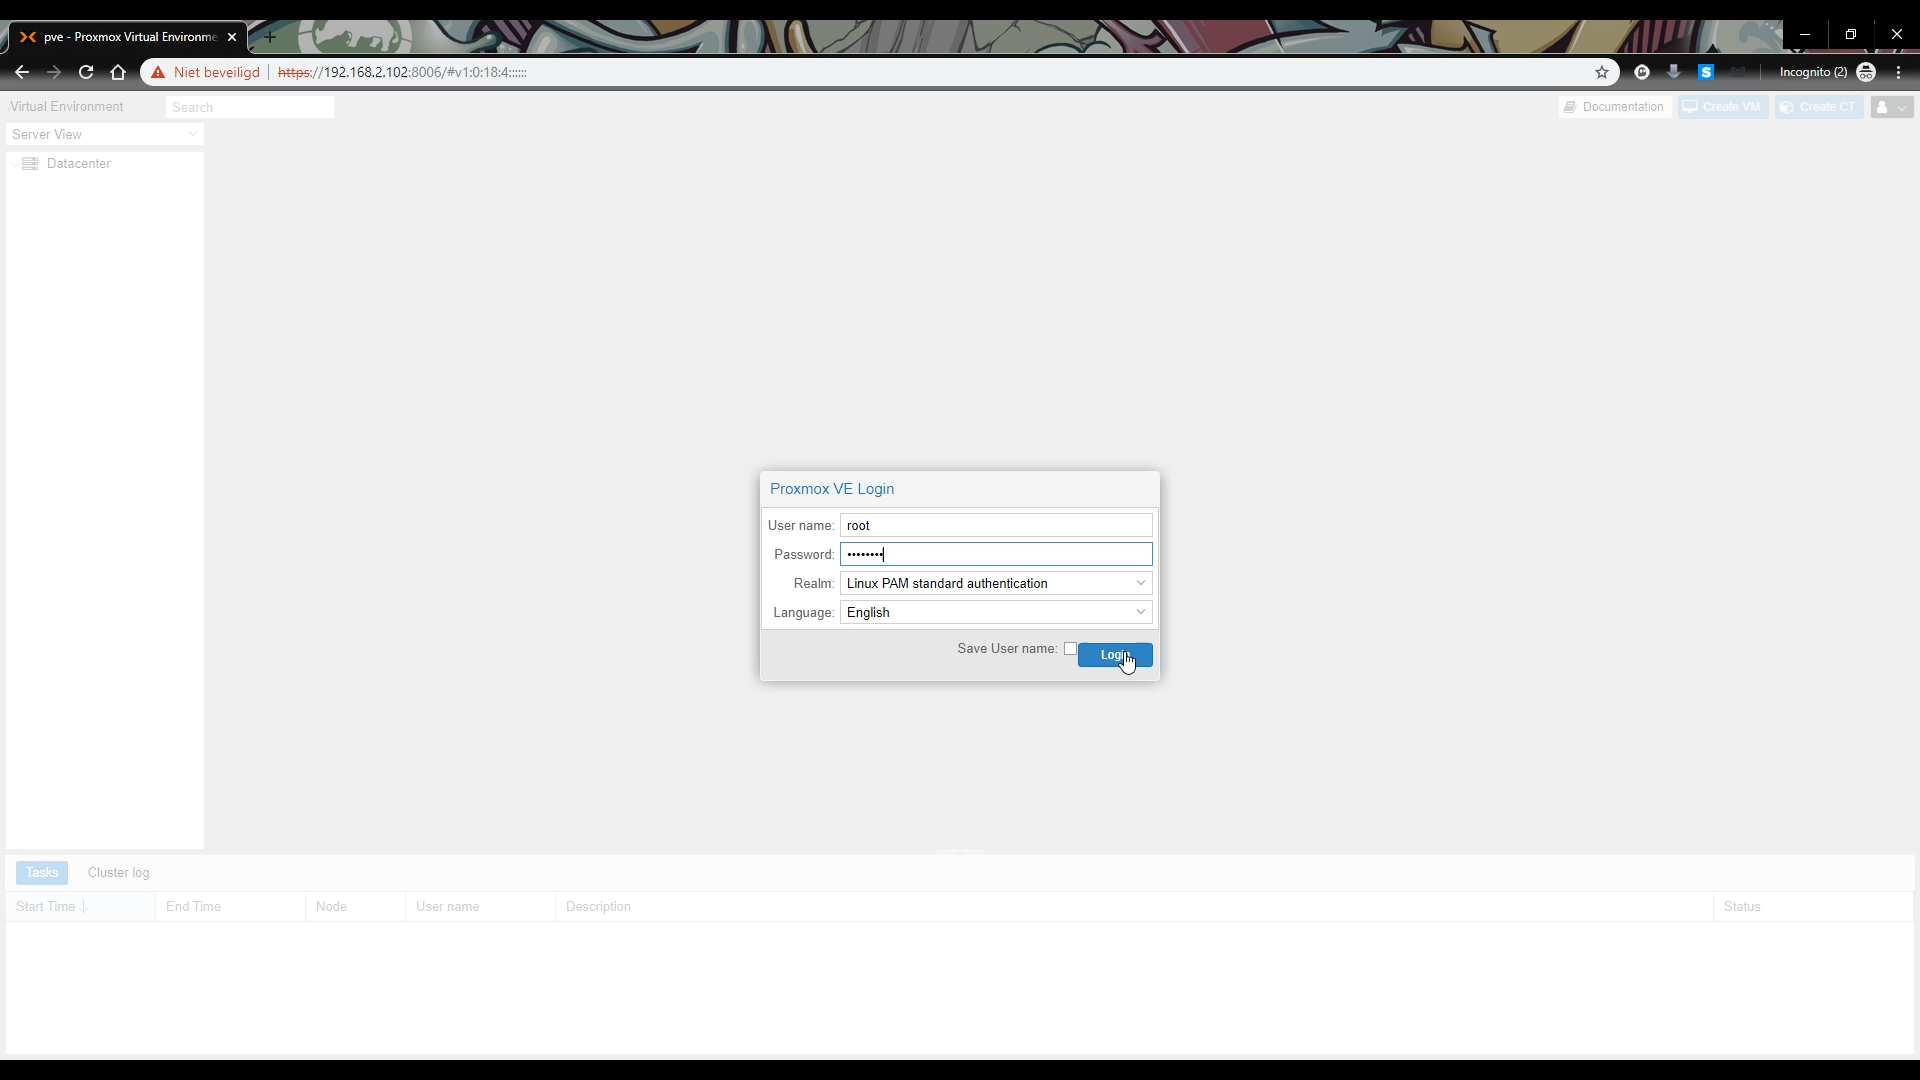 pve - Proxmox Virtual Environme
Niet beveiligd
https://192.168.2.102:8006/#v1:0:18:4::::::
Incognito (2)
Virtual Environment
Search
Documentation
Create VM
Create CT
Server View
Datacenter
Proxmox VE Login
User name: root
Password: ••••••••
Realm: Linux PAM standard authentication
Language: English
Save User name:
Login
Tasks
Cluster log
Start Time
End Time
Node
User name
Description
Status